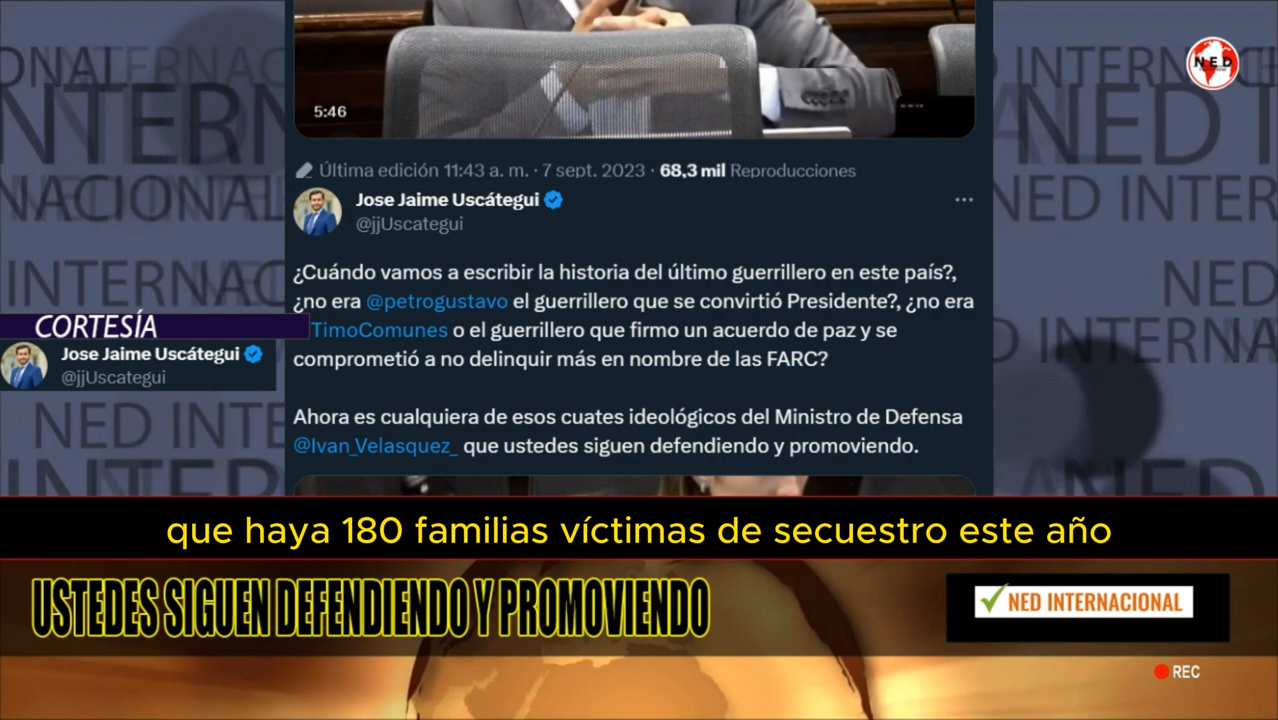 NED
5:46
Última edición 11:43 a. m. · 7 sept. 2023 · 68,3 mil Reproducciones
Jose Jaime Uscátegui
@jjUscategui
¿Cuándo vamos a escribir la historia del último guerrillero en este país?,
¿no era @petrogustavo el guerrillero que se convirtió Presidente?, ¿no era
TimoComunes o el guerrillero que firmo un acuerdo de paz y se
comprometió a no delinquir más en nombre de las FARC?
Ahora es cualquiera de esos cuates ideológicos del Ministro de Defensa
@Ivan_Velasquez_ que ustedes siguen defendiendo y promoviendo.
CORTESÍA
Jose Jaime Uscátegui
@jjUscategui
que haya 180 familias víctimas de secuestro este año
USTEDES SIGUEN DEFENDIENDO Y PROMOVIENDO
NED INTERNACIONAL
REC